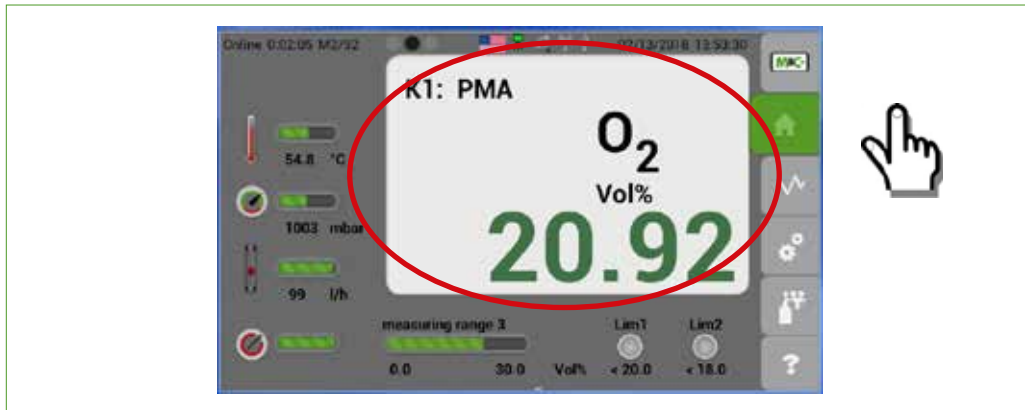 Online 0:02:05 M2/32
02/13/2018 13:53:30
K1: PMA
O2
Vol%
20.92
54.8 °C
1003 mbar
99 l/h
measuring range 3
0.0 30.0 Vol%
Lim1 Lim2
< 20.0 < 18.0
?